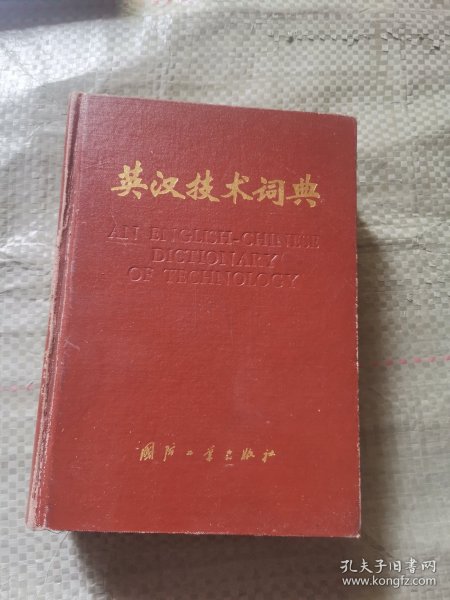 英汉技术词典
AN ENGLISH-CHINESE
DICTIONARY
OF TECHNOLOGY
国防工业出版社
孔夫子旧书网
www.kongfz.com